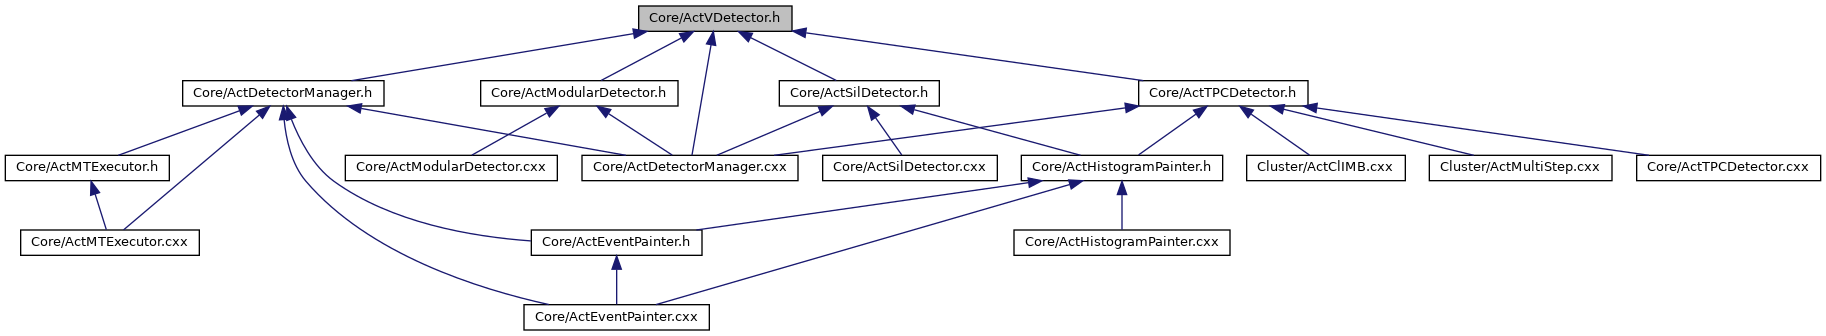 Core/ActVDetector.h
Core/ActDetectorManager.h
Core/ActModularDetector.h
Core/ActSilDetector.h
Core/ActTPCDetector.h
Core/ActMTExecutor.h
Core/ActModularDetector.cxx
Core/ActDetectorManager.cxx
Core/ActSilDetector.cxx
Core/ActHistogramPainter.h
Cluster/ActClIMB.cxx
Cluster/ActMultiStep.cxx
Core/ActTPCDetector.cxx
Core/ActMTExecutor.cxx
Core/ActEventPainter.h
Core/ActHistogramPainter.cxx
Core/ActEventPainter.cxx